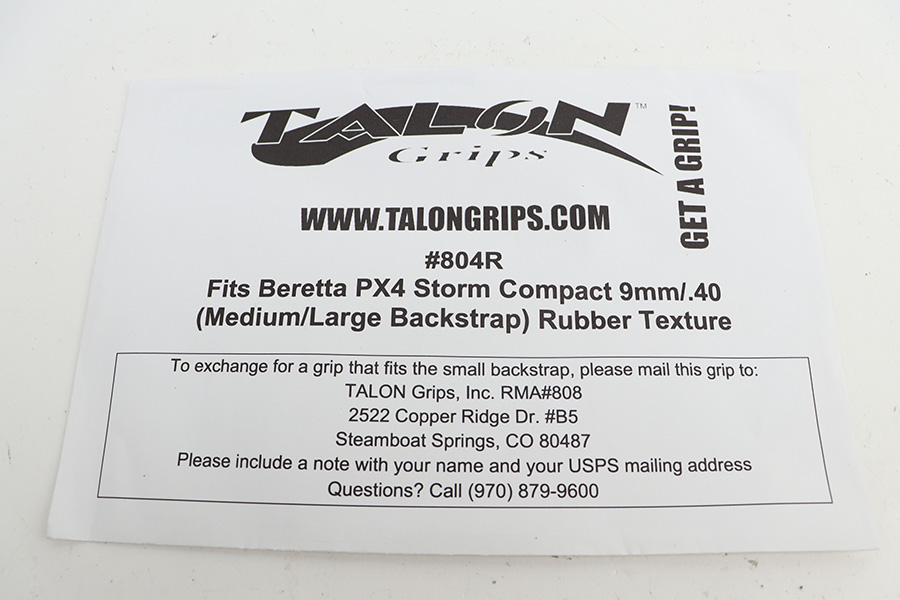 TALON™
Grips
GET A GRIP!
WWW.TALONGRIPS.COM
#804R
Fits Beretta PX4 Storm Compact 9mm/.40
(Medium/Large Backstrap) Rubber Texture
To exchange for a grip that fits the small backstrap, please mail this grip to:
TALON Grips, Inc. RMA#808
2522 Copper Ridge Dr. #B5
Steamboat Springs, CO 80487
Please include a note with your name and your USPS mailing address
Questions? Call (970) 879-9600